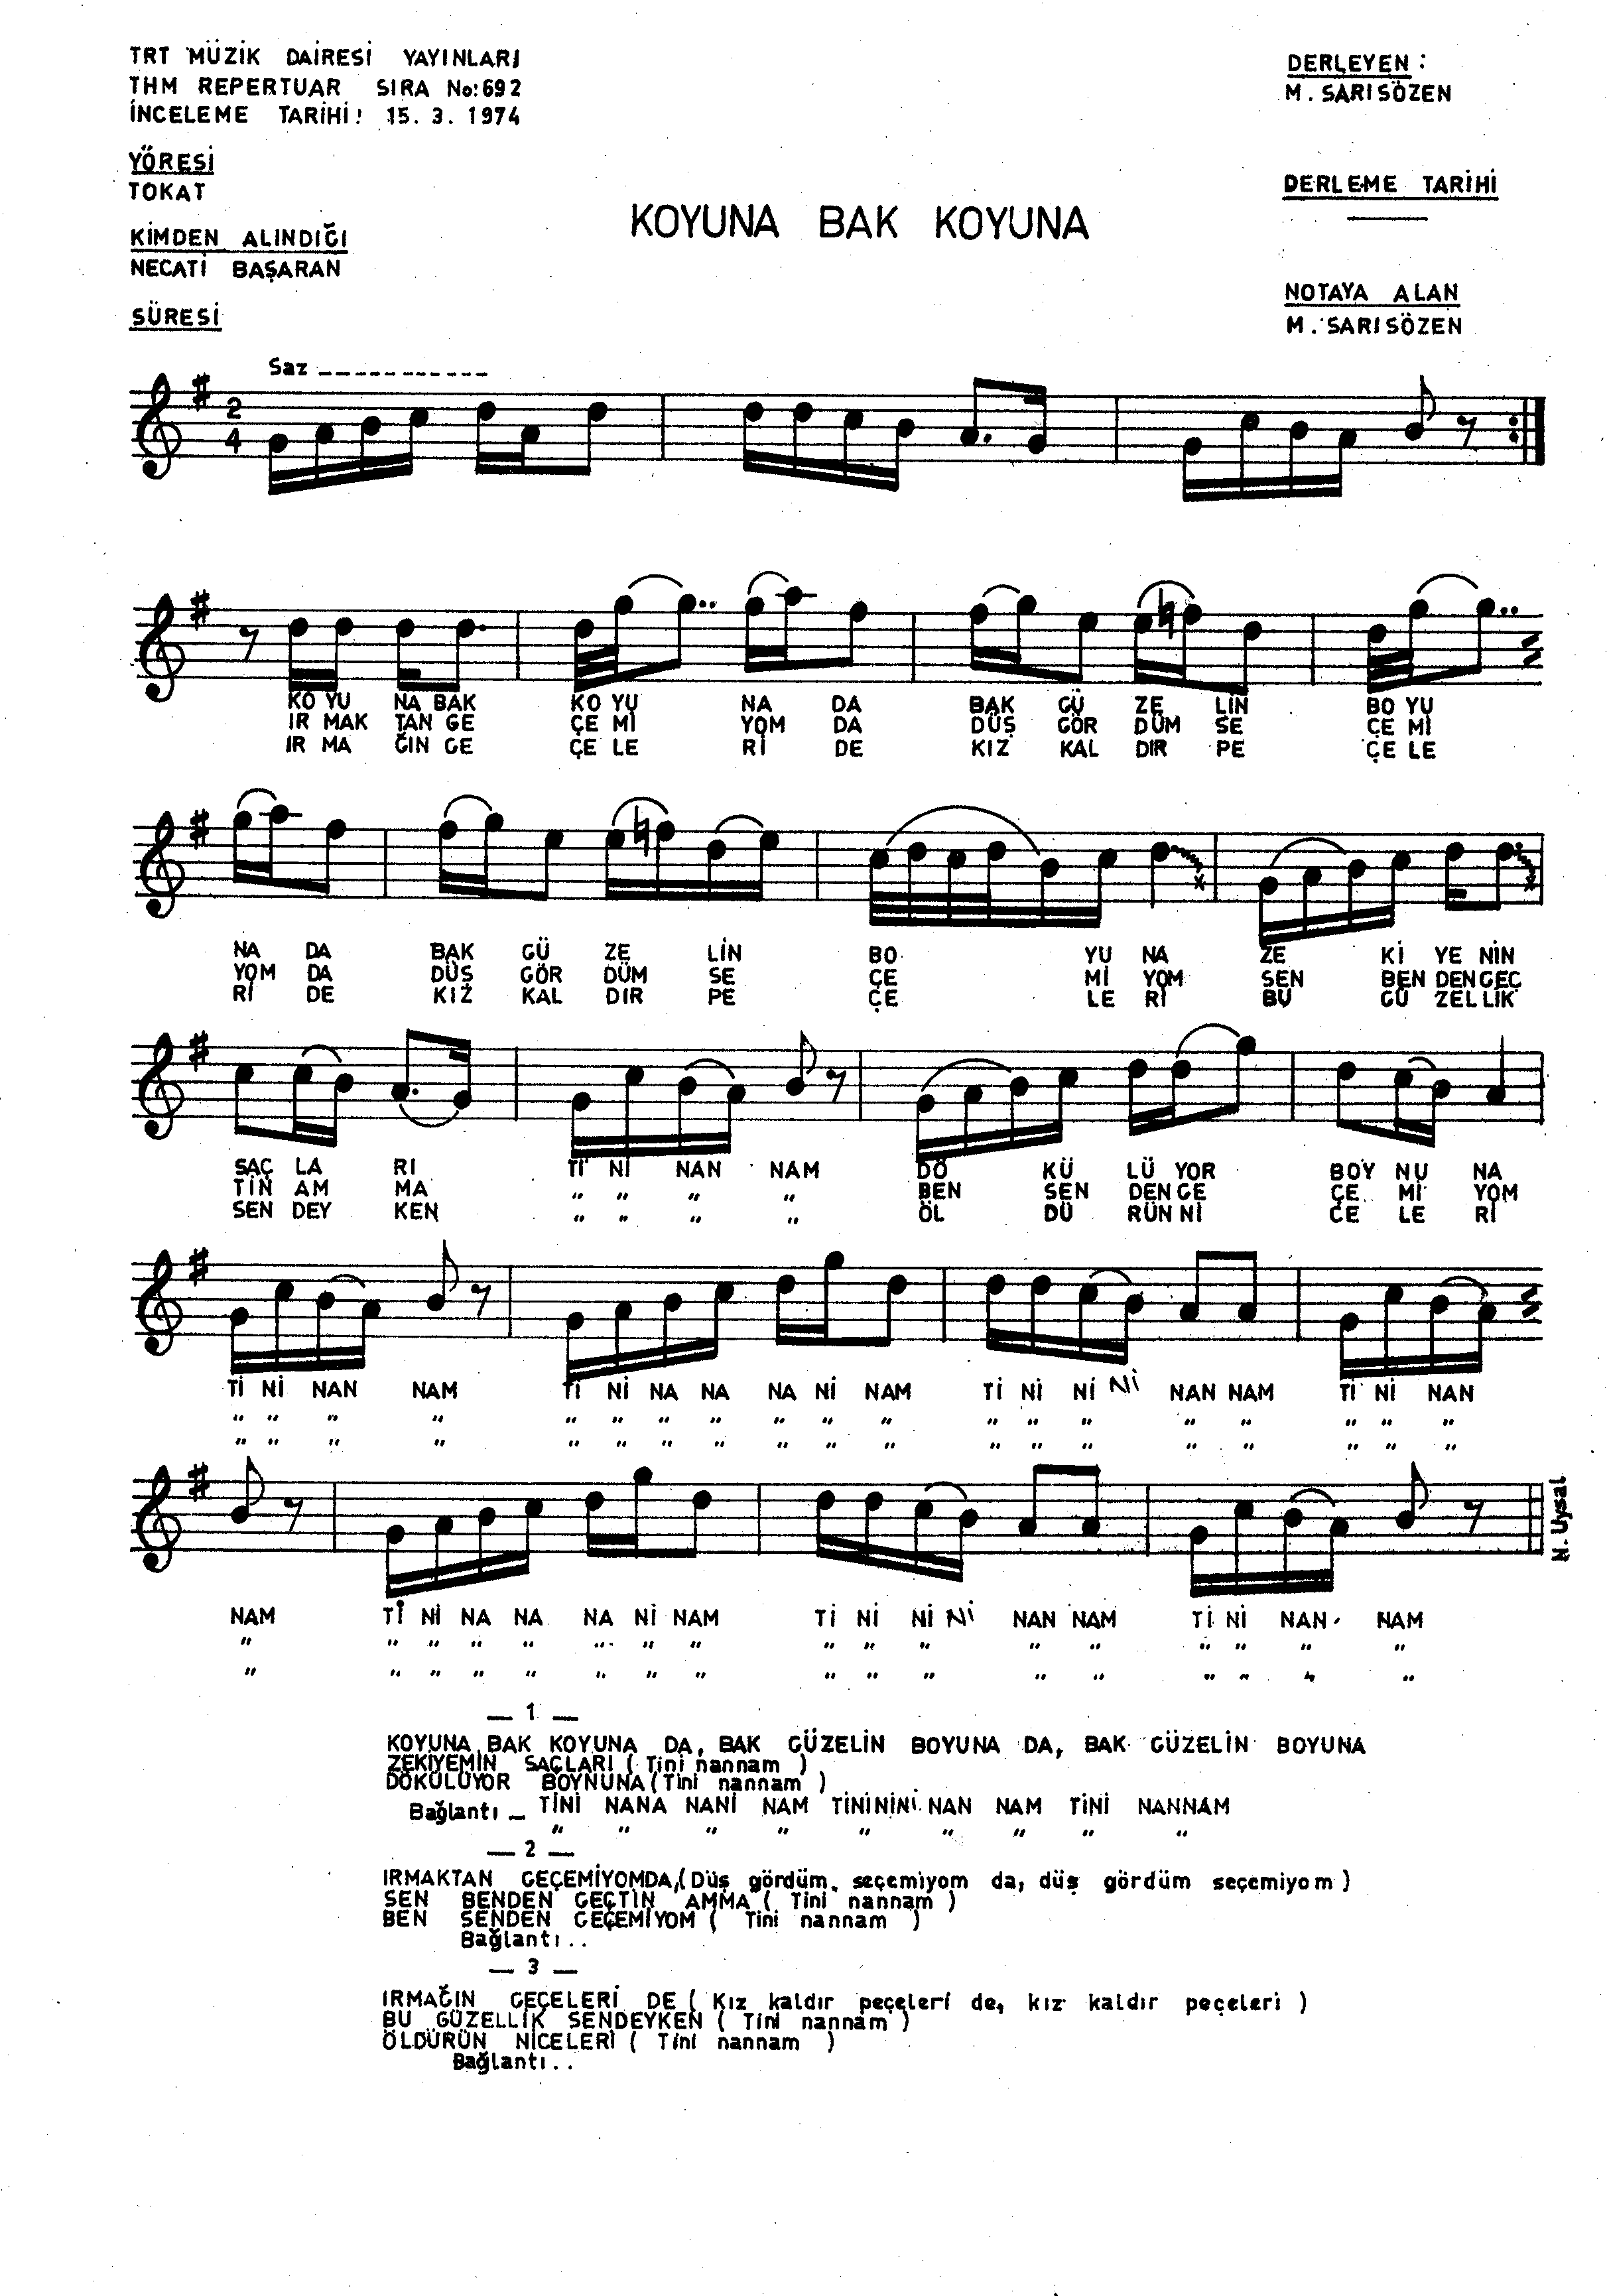 TRT MÜZİK DAİRESİ YAYINLARI
THM REPERTUAR SIRA No:692
İNCELEME TARİHİ: 15. 3. 1974
DERLEYEN :
M. SARISÖZEN
YÖRESİ
TOKAT
DERLEME TARİHİ
KOYUNA BAK KOYUNA
KİMDEN ALINDIĞI
NECATİ BAŞARAN
NOTAYA ALAN
M. SARISÖZEN
SÜRESİ
Saz
2
4
KO YU NA BAK KO YU NA DA BAK GÜ ZE LİN BO YU
IR MAK TAN GE ÇE Mİ YOM DA DÜŞ GÖR DÜM SE ÇE Mİ
IR MA ĞIN GE ÇE LE Rİ DE KIZ KAL DIR PE ÇE LE
NA DA BAK GÜ ZE LİN BO YU NA ZE Kİ YE NİN
YOM DA DÜŞ GÖR DÜM SE ÇE Mİ YOM SEN BEN DEN GEÇ
Rİ DE KIZ KAL DIR PE ÇE LE Rİ BU GÜ ZEL LİK
SAÇ LA RI Tİ Nİ NAN NAM DÖ KÜ LÜ YOR BOY NU NA
TİN AM MA " " " " BEN SEN DEN GE ÇE Mİ YOM
SEN DEY KEN " " " " ÖL DÜ RÜN Nİ CE LE Rİ
Tİ Nİ NAN NAM Tİ Nİ NA NA NA Nİ NAM Tİ Nİ Nİ Nİ NAN NAM Tİ Nİ NAN
" " " " " " " " " " " " " " " " " " "
" " " " " " " " " " " " " " " " " " "
NAM Tİ Nİ NA NA NA Nİ NAM Tİ Nİ Nİ Nİ NAN NAM Tİ Nİ NAN NAM
" " " " " " " " " " " " " " " " "
" " " " " " " " " " " " " " " " "
N. Uysal
— 1 —
KOYUNA BAK KOYUNA DA, BAK GÜZELİN BOYUNA DA, BAK GÜZELİN BOYUNA
ZEKİYEMİN SAÇLARI ( Tini nannam )
DÖKÜLÜYOR BOYNUNA ( Tini nannam )
Bağlantı — TİNİ NANA NANİ NAM TİNİNİNİ NAN NAM TİNİ NANNAM
" " " " " " " " "
— 2 —
IRMAKTAN GEÇEMİYOMDA,( Düş gördüm, seçemiyom da, düş gördüm seçemiyom )
SEN BENDEN GEÇTİN AMMA ( Tini nannam )
BEN SENDEN GEÇEMİYOM ( Tini nannam )
Bağlantı..
— 3 —
IRMAĞIN GEÇELERİ DE ( Kız kaldır peçeleri de, kız kaldır peçeleri )
BU GÜZELLİK SENDEYKEN ( Tini nannam )
ÖLDÜRÜN NİCELERİ ( Tini nannam )
Bağlantı..